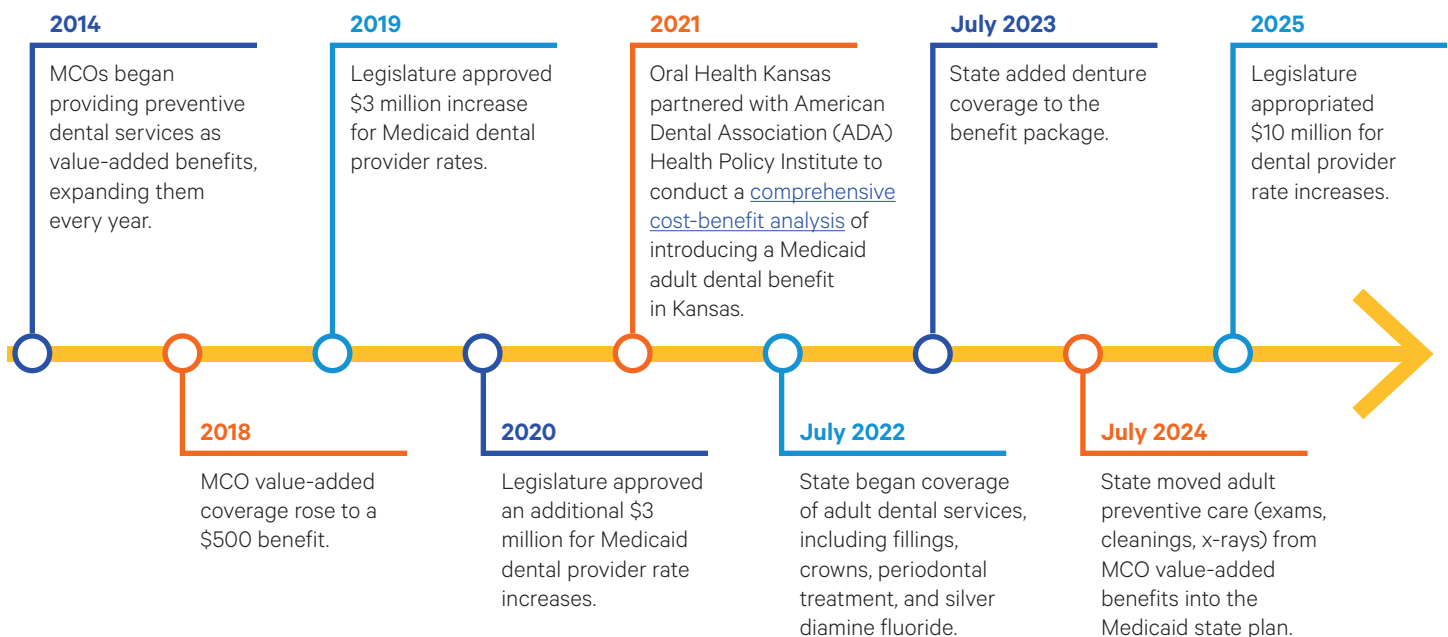 2014
MCOs began
providing preventive
dental services as
value-added benefits,
expanding them
every year.
2018
MCO value-added
coverage rose to a
$500 benefit.
2019
Legislature approved
$3 million increase
for Medicaid dental
provider rates.
2020
Legislature approved
an additional $3
million for Medicaid
dental provider rate
increases.
2021
Oral Health Kansas
partnered with American
Dental Association (ADA)
Health Policy Institute to
conduct a comprehensive
cost-benefit analysis of
introducing a Medicaid
adult dental benefit
in Kansas.
July 2022
State began coverage
of adult dental services,
including fillings,
crowns, periodontal
treatment, and silver
diamine fluoride.
July 2023
State added denture
coverage to the
benefit package.
July 2024
State moved adult
preventive care (exams,
cleanings, x-rays) from
MCO value-added
benefits into the
Medicaid state plan.
2025
Legislature
appropriated
$10 million for
dental provider
rate increases.